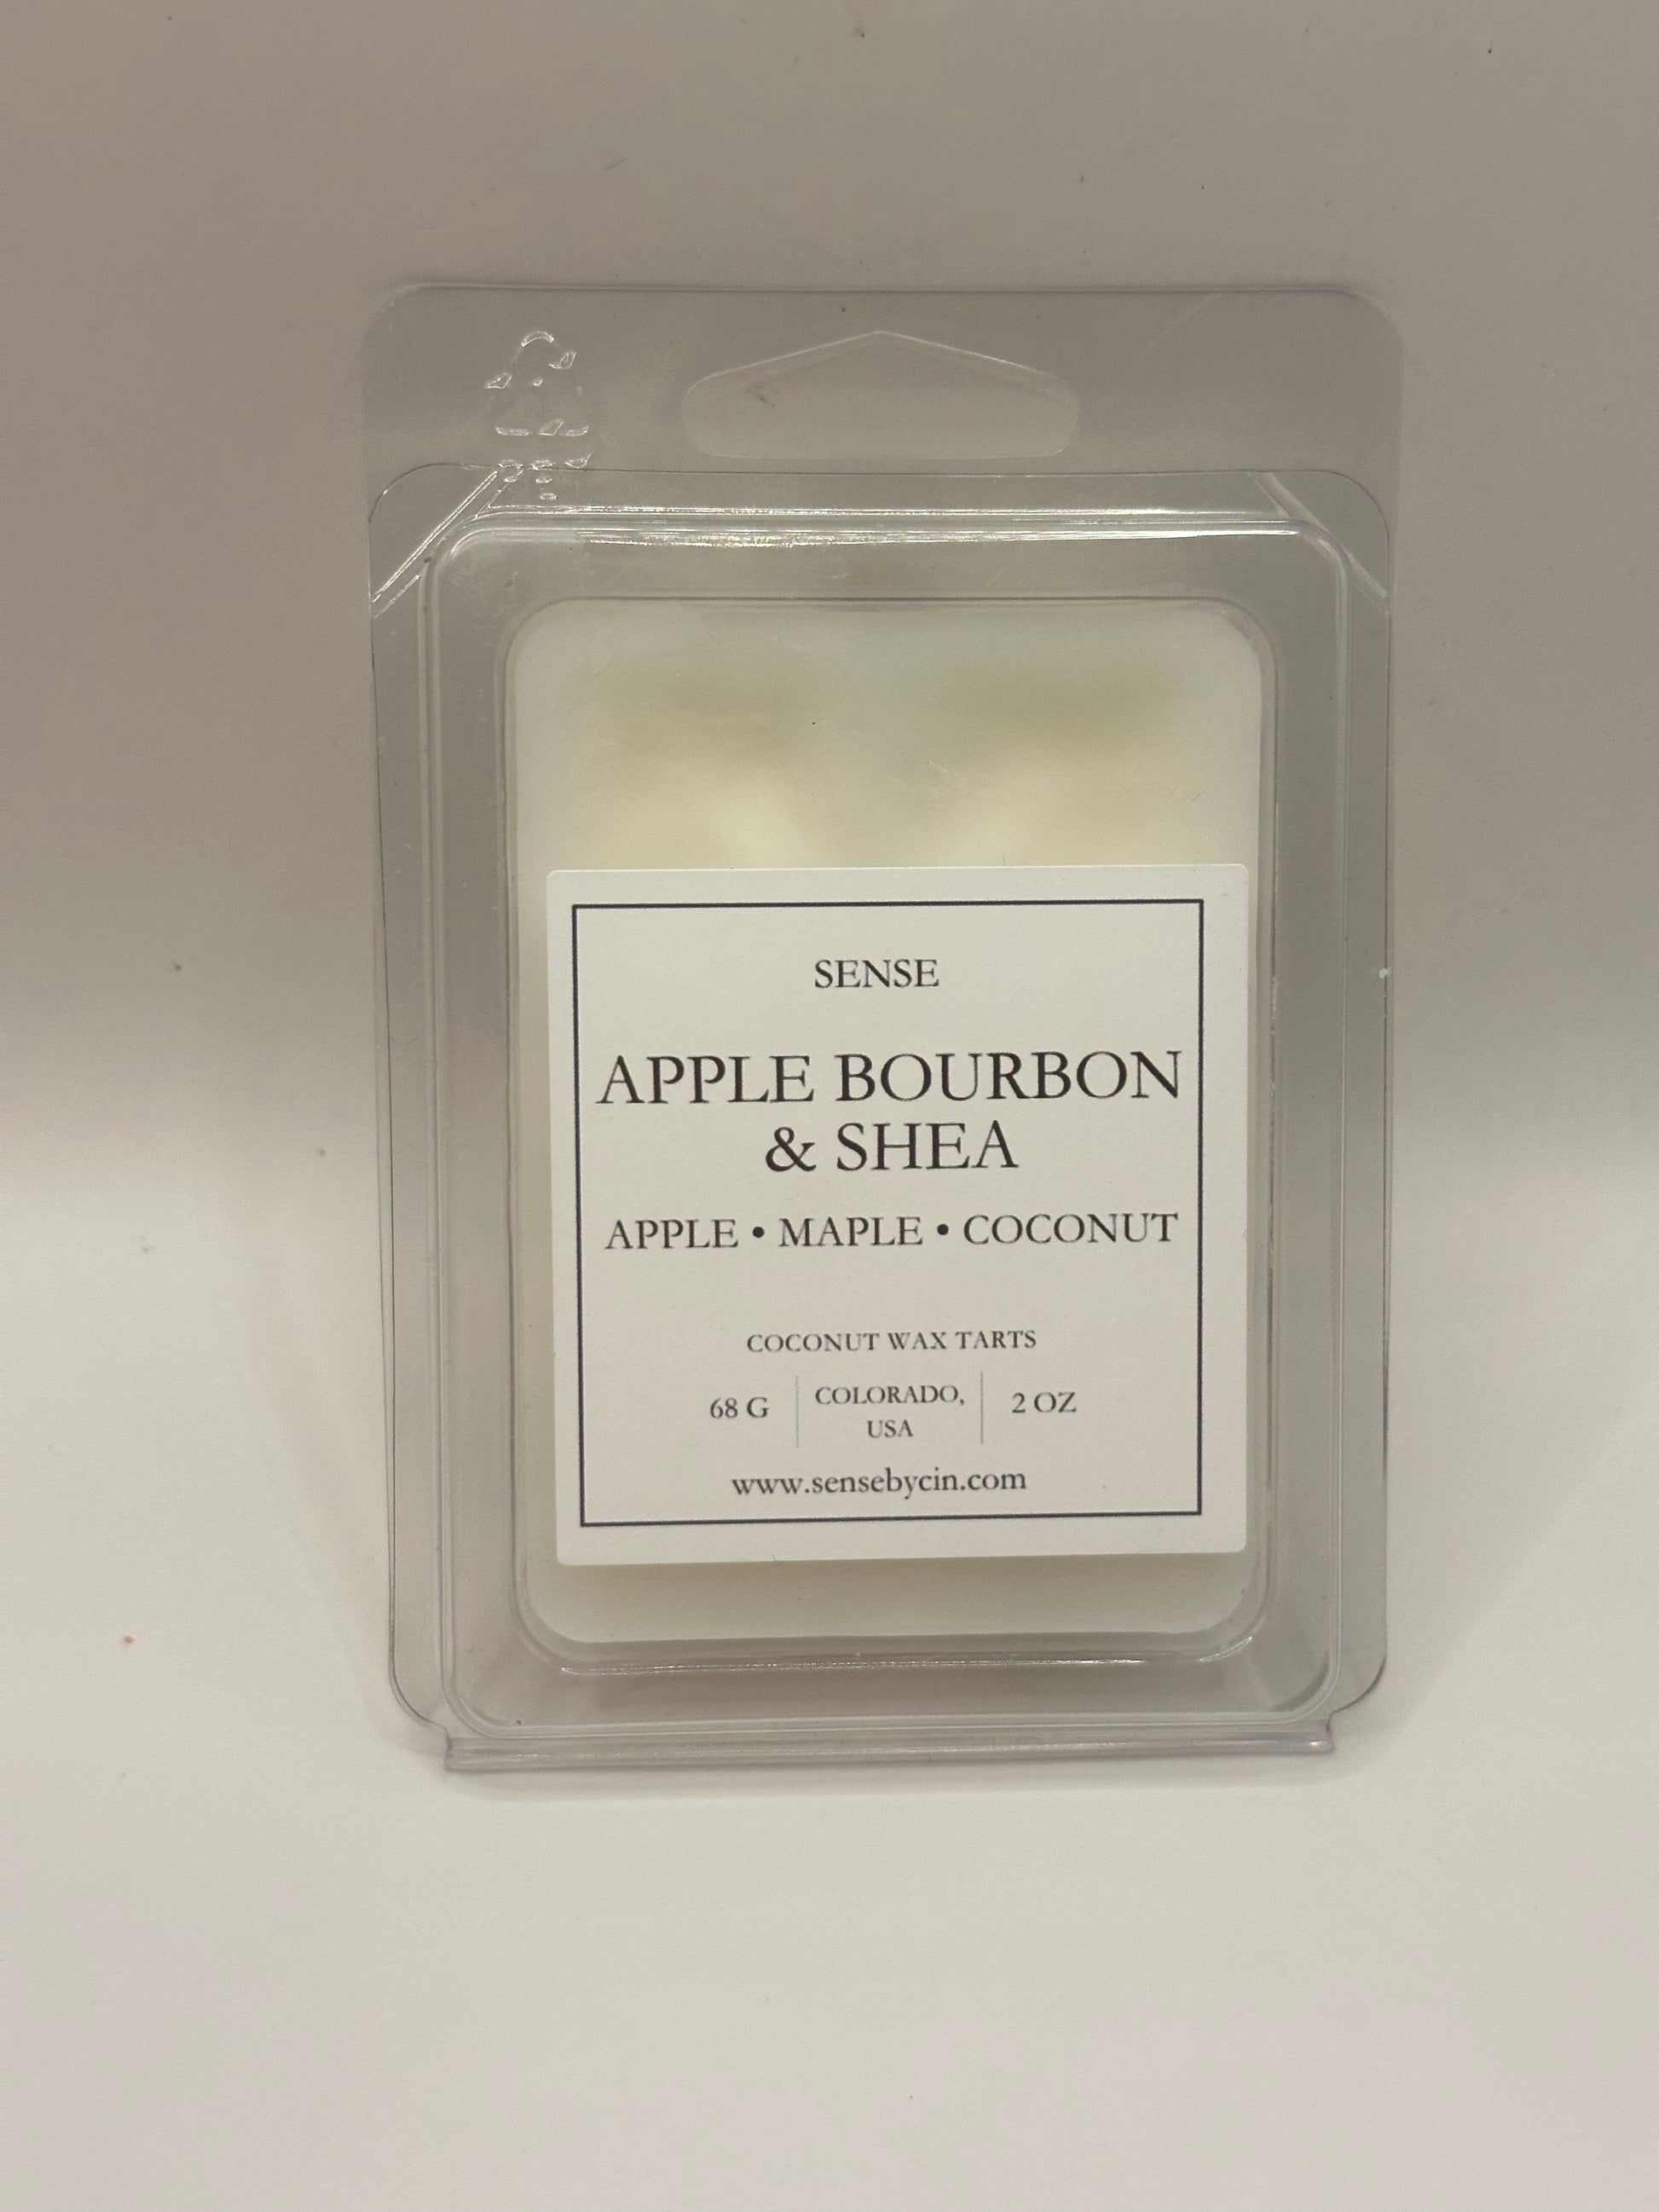 SENSE
APPLE BOURBON
& SHEA
APPLE • MAPLE • COCONUT
COCONUT WAX TARTS
68 G
COLORADO,
USA
2 OZ
www.sensebycin.com